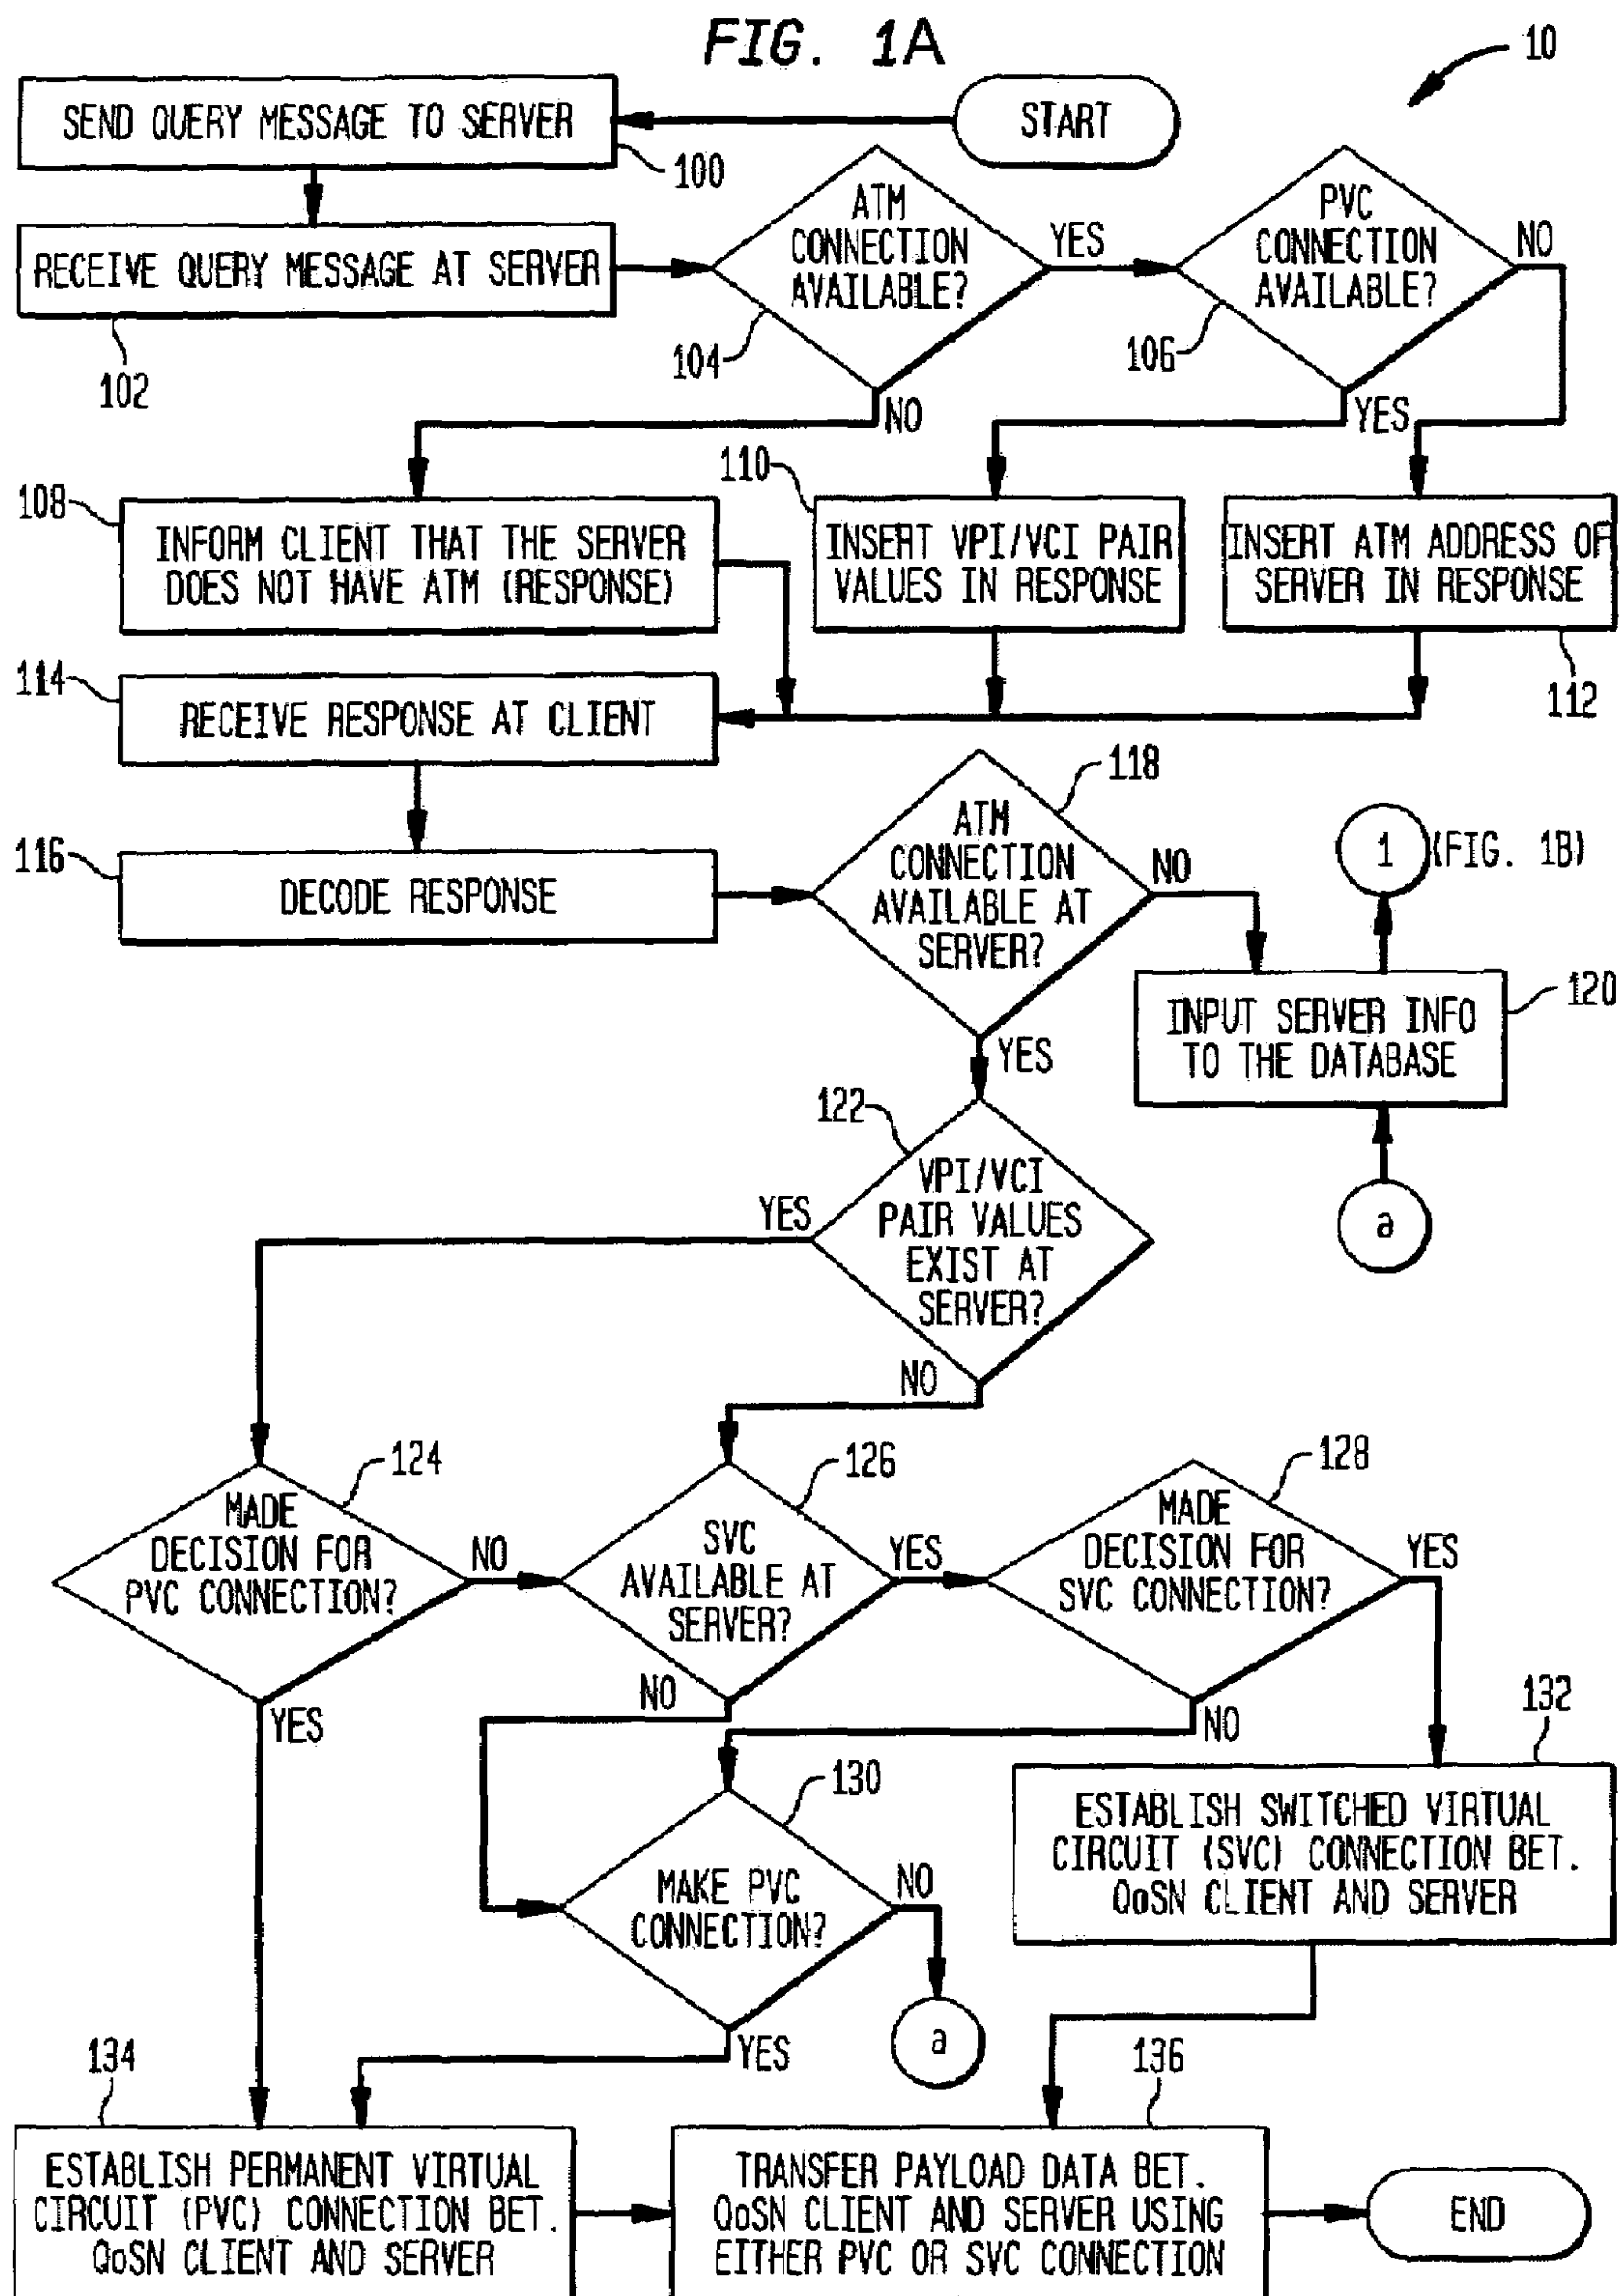 FIG. 1A
10
START
SEND QUERY MESSAGE TO SERVER
100
RECEIVE QUERY MESSAGE AT SERVER
102
ATM
CONNECTION
AVAILABLE?
104
YES
NO
PVC
CONNECTION
AVAILABLE?
106
NO
YES
108
INFORM CLIENT THAT THE SERVER
DOES NOT HAVE ATM (RESPONSE)
110
INSERT VPI/VCI PAIR
VALUES IN RESPONSE
INSERT ATM ADDRESS OF
SERVER IN RESPONSE
112
114
RECEIVE RESPONSE AT CLIENT
116
DECODE RESPONSE
118
ATM
CONNECTION
AVAILABLE AT
SERVER?
NO
YES
1 (FIG. 1B)
120
INPUT SERVER INFO
TO THE DATABASE
a
122
VPI/VCI
PAIR VALUES
EXIST AT
SERVER?
YES
NO
124
MADE
DECISION FOR
PVC CONNECTION?
NO
YES
126
SVC
AVAILABLE AT
SERVER?
YES
NO
128
MADE
DECISION FOR
SVC CONNECTION?
YES
NO
130
MAKE PVC
CONNECTION?
NO
YES
a
132
ESTABLISH SWITCHED VIRTUAL
CIRCUIT (SVC) CONNECTION BET.
QoSN CLIENT AND SERVER
134
ESTABLISH PERMANENT VIRTUAL
CIRCUIT (PVC) CONNECTION BET.
QoSN CLIENT AND SERVER
136
TRANSFER PAYLOAD DATA BET.
QoSN CLIENT AND SERVER USING
EITHER PVC OR SVC CONNECTION
END